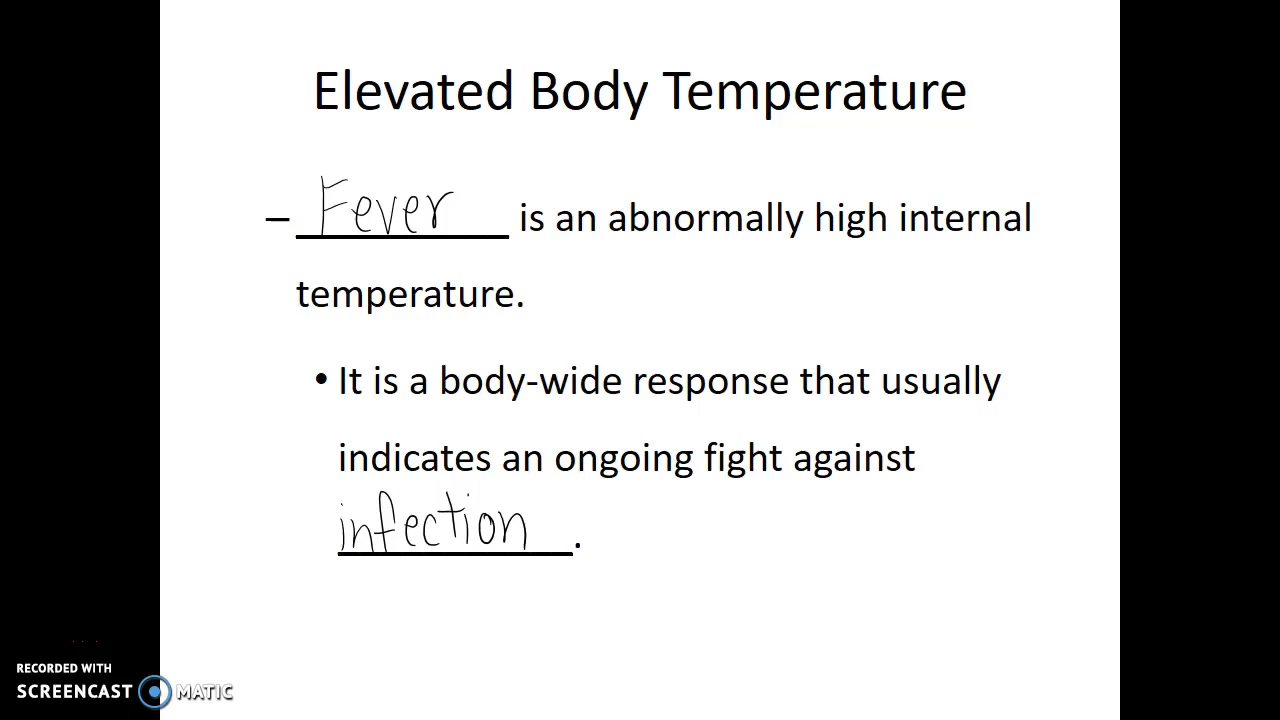 Elevated Body Temperature
– Fever is an abnormally high internal
temperature.
• It is a body-wide response that usually
indicates an ongoing fight against
infection.
RECORDED WITH
SCREENCAST MATIC